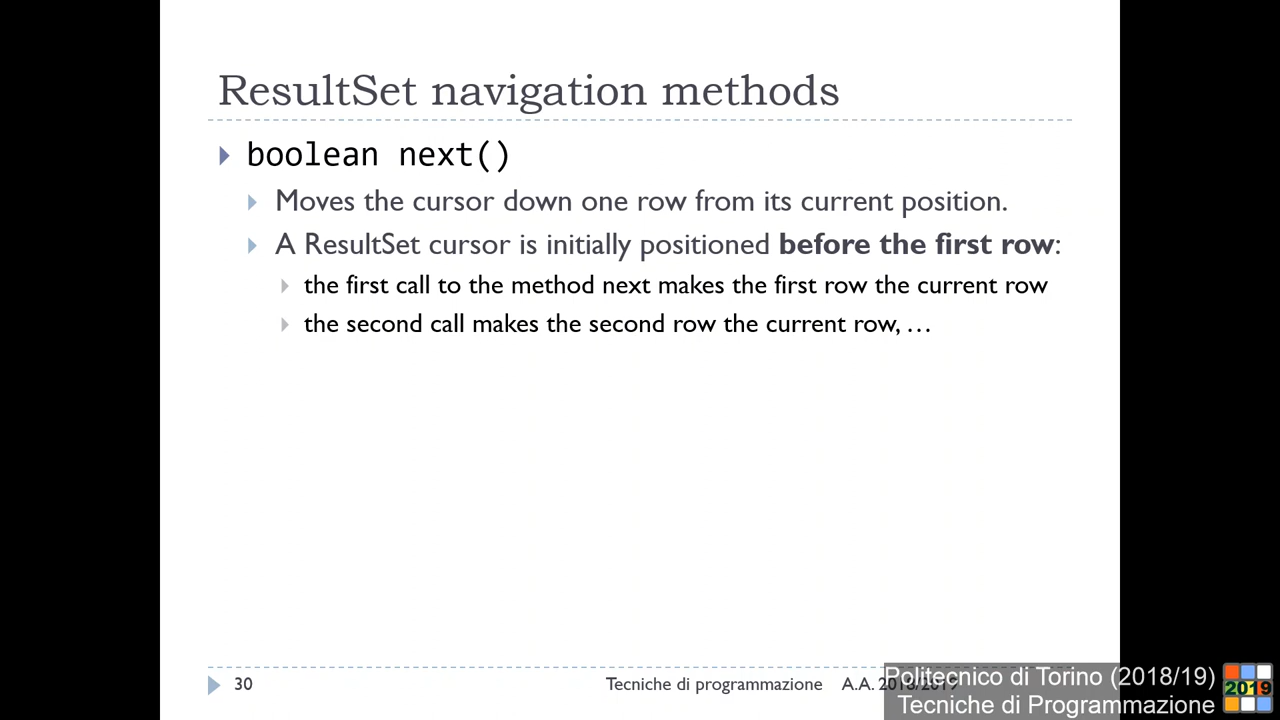 ResultSet navigation methods
boolean next()
Moves the cursor down one row from its current position.
A ResultSet cursor is initially positioned before the first row:
the first call to the method next makes the first row the current row
the second call makes the second row the current row, …
30
Tecniche di programmazione
A.A. 2018/2019
Politecnico di Torino (2018/19)
Tecniche di Programmazione
2019